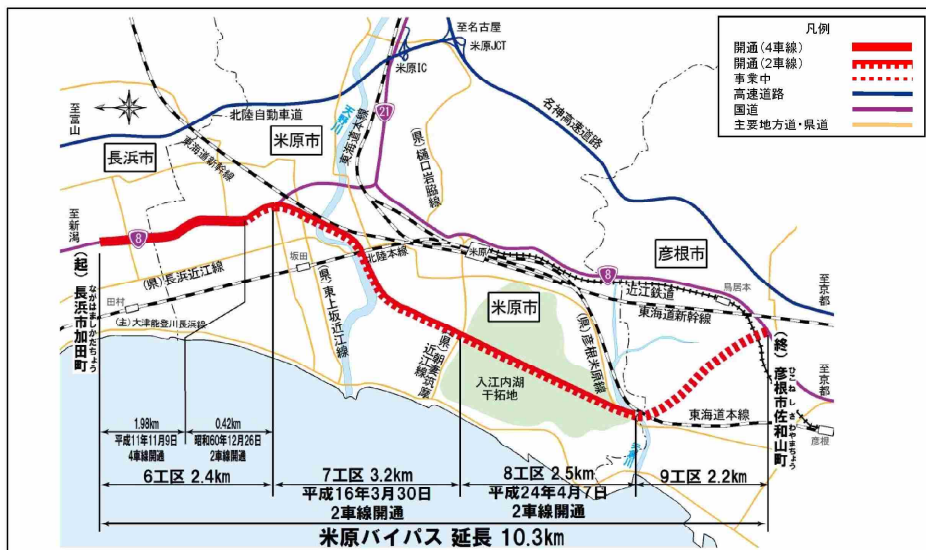 凡例
開通(4車線)
開通(2車線)
事業中
高速道路
国道
主要地方道・県道
至名古屋
米原JCT
米原IC
至富山
北陸自動車道
天野川
東海道本線
21
名神高速道路
米原市
長浜市
東海道新幹線
(県)樋口岩脇線
至新潟
8
坂田
北陸本線
米原
8
彦根市
(県)長浜近江線
近江鉄道
鳥居本
至京都
田村
(県)東上坂近江線
米原市
東海道新幹線
(主)大津能登川長浜線
(起)長浜市加田町
ながはましかだちょう
(県)朝妻筑摩
近江線
入江内湖
干拓地
(県)彦根米原線
(終)彦根市佐和山町
ひこねしさわやまちょう
至京都
東海道本線
彦根
1.98km
平成11年11月9日
4車線開通
0.42km
昭和60年12月26日
2車線開通
6工区 2.4km
7工区 3.2km
平成16年3月30日
2車線開通
8工区 2.5km
平成24年4月7日
2車線開通
9工区 2.2km
米原バイパス 延長 10.3km